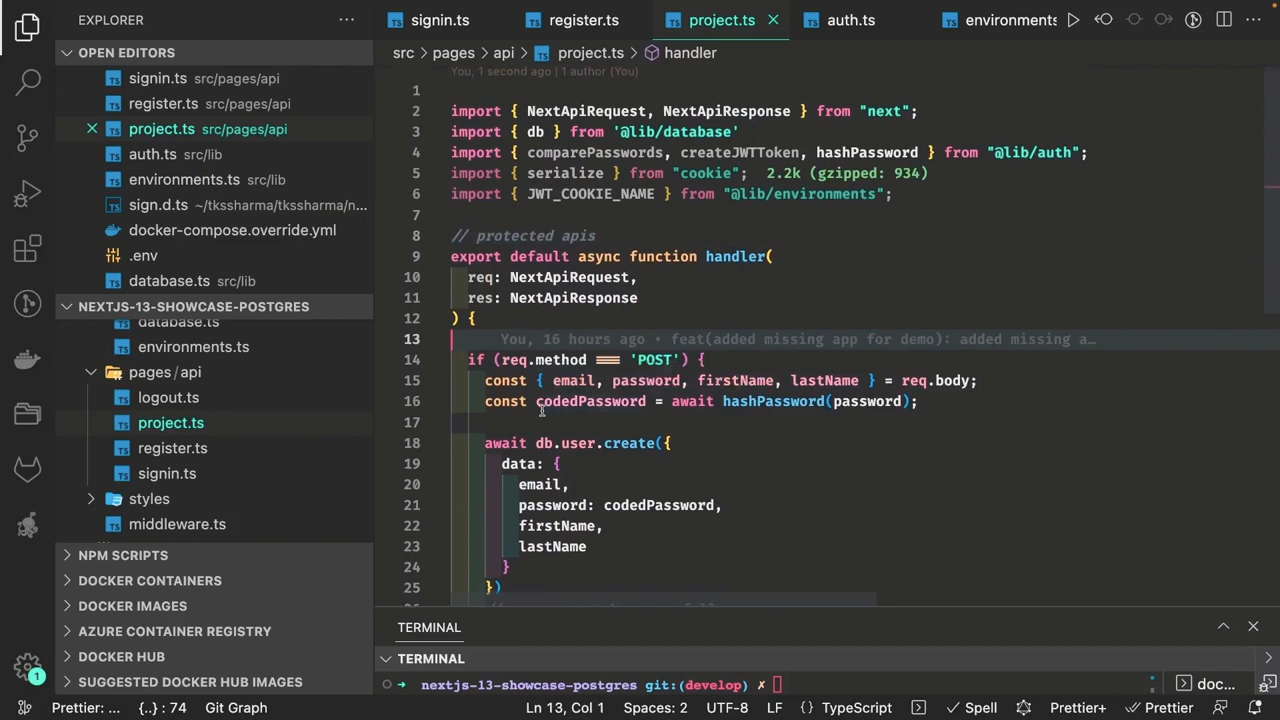 EXPLORER
OPEN EDITORS
signin.ts src/pages/api
register.ts src/pages/api
project.ts src/pages/api
auth.ts src/lib
environments.ts src/lib
sign.d.ts ~/tkssharma/tkssharma/n...
docker-compose.override.yml
.env
database.ts src/lib
NEXTJS-13-SHOWCASE-POSTGRES
database.ts
environments.ts
pages/api
logout.ts
project.ts
register.ts
signin.ts
styles
middleware.ts
NPM SCRIPTS
DOCKER CONTAINERS
DOCKER IMAGES
AZURE CONTAINER REGISTRY
DOCKER HUB
SUGGESTED DOCKER HUB IMAGES
signin.ts register.ts project.ts auth.ts environments
src > pages > api > project.ts > handler
You, 1 second ago | 1 author (You)
1
2 import { NextApiRequest, NextApiResponse } from "next";
3 import { db } from '@lib/database'
4 import { comparePasswords, createJWTToken, hashPassword } from "@lib/auth";
5 import { serialize } from "cookie"; 2.2k (gzipped: 934)
6 import { JWT_COOKIE_NAME } from "@lib/environments";
7
8 // protected apis
9 export default async function handler(
10 req: NextApiRequest,
11 res: NextApiResponse
12 ) {
13 You, 16 hours ago • feat(added missing app for demo): added missing a…
14 if (req.method === 'POST') {
15 const { email, password, firstName, lastName } = req.body;
16 const codedPassword = await hashPassword(password);
17
18 await db.user.create({
19 data: {
20 email,
21 password: codedPassword,
22 firstName,
23 lastName
24 }
25 })
TERMINAL
TERMINAL
nextjs-13-showcase-postgres git:(develop) ✗
doc...
1
Prettier: ... {..} : 74 Git Graph Ln 13, Col 1 Spaces: 2 UTF-8 LF {} TypeScript Spell Prettier+ Prettier